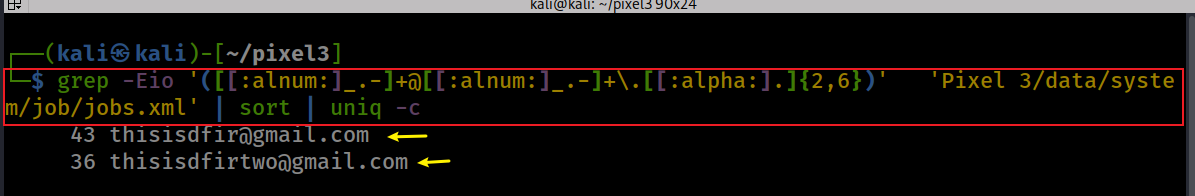 kali@kali: ~/pixel3 90x24
┌──(kali㉿kali)-[~/pixel3]
└─$ grep -Eio '([[:alnum:]_.-]+@[[:alnum:]_.-]+\.[[:alpha:].]{2,6})'   'Pixel 3/data/syste
m/job/jobs.xml' | sort | uniq -c
43 thisisdfir@gmail.com
36 thisisdfirtwo@gmail.com